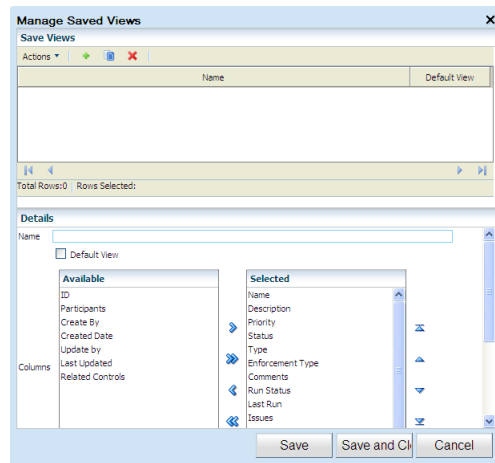 Manage Saved Views
Save Views
Actions
Name Default View
Total Rows:0 Rows Selected:
Details
Name
Default View
Available
ID
Participants
Create By
Created Date
Update by
Last Updated
Related Controls
Columns
Selected
Name
Description
Priority
Status
Type
Enforcement Type
Comments
Run Status
Last Run
Issues
Save Save and Cl Cancel